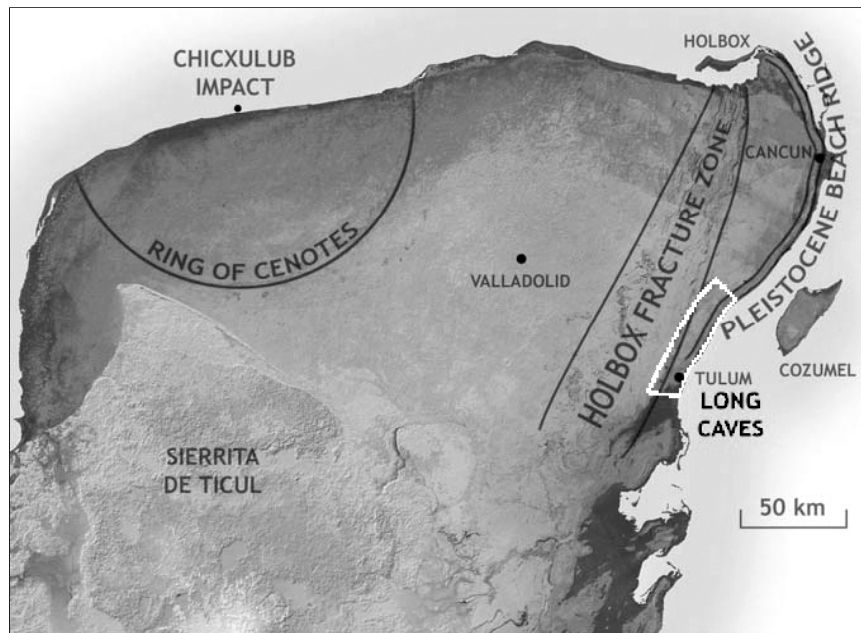 HOLBOX
CHICXULUB
IMPACT
PLEISTOCENE BEACH RIDGE
CANCUN
HOLBOX FRACTURE ZONE
RING OF CENOTES
VALLADOLID
COZUMEL
TULUM
LONG
CAVES
SIERRITA
DE TICUL
50 km